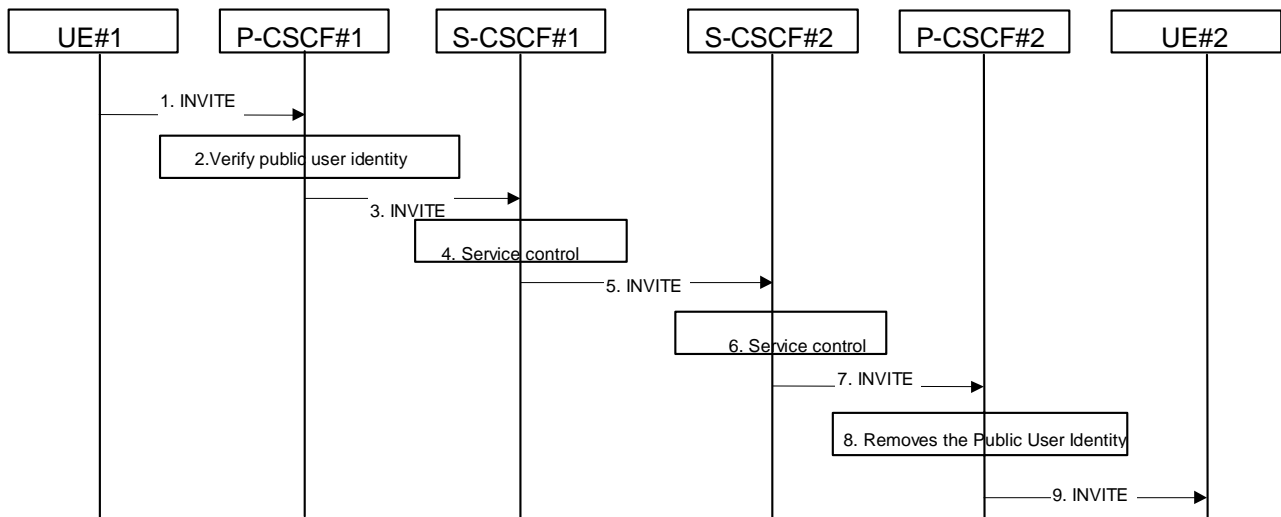 UE#1
P-CSCF#1
S-CSCF#1
S-CSCF#2
P-CSCF#2
UE#2
1. INVITE
2.Verify public user identity
3. INVITE
4. Service control
5. INVITE
6. Service control
7. INVITE
8. Removes the Public User Identity
9. INVITE